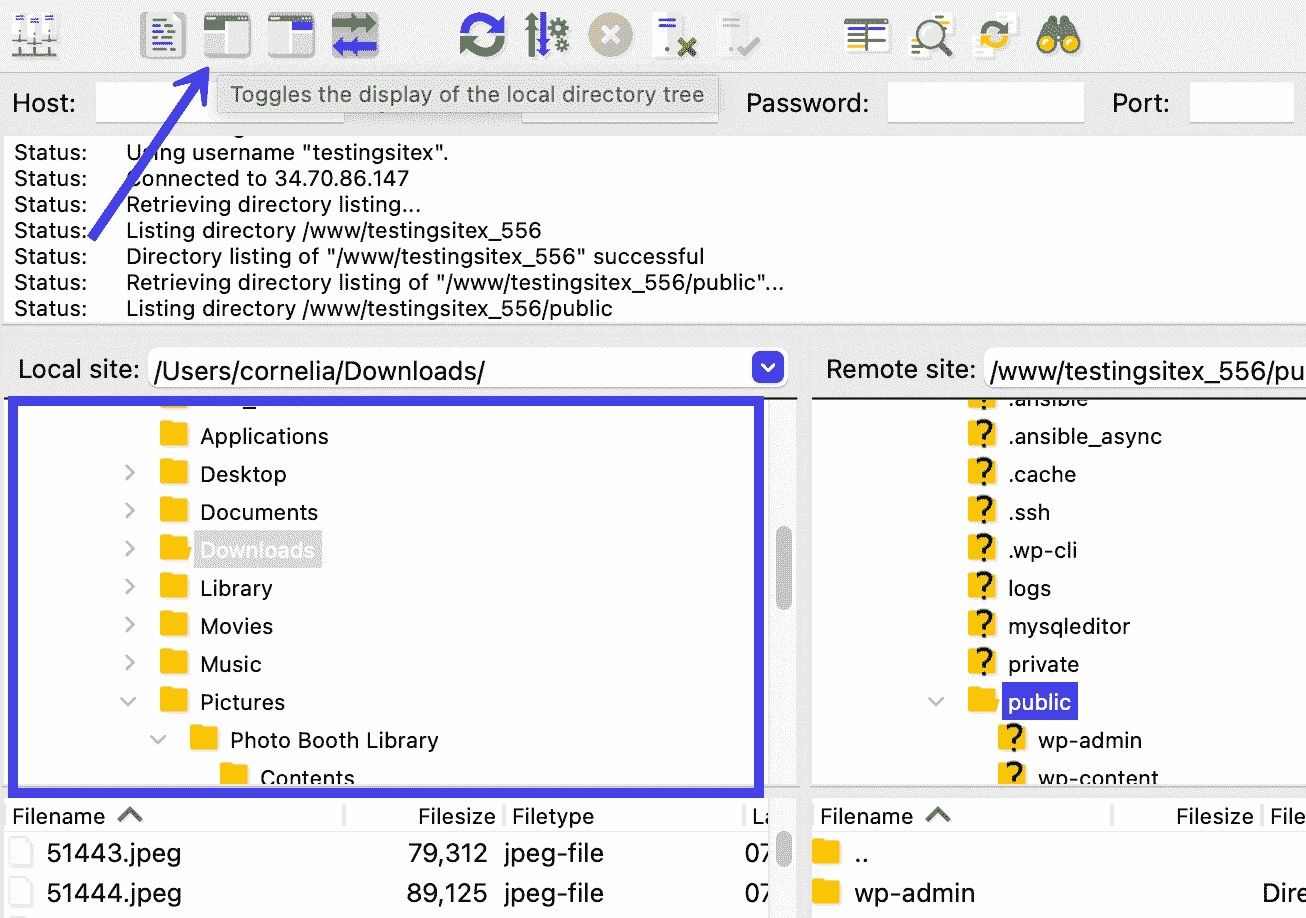 Toggles the display of the local directory tree
Host: Password: Port:
Status: Using username "testingsitex".
Status: Connected to 34.70.86.147
Status: Retrieving directory listing...
Status: Listing directory /www/testingsitex_556
Status: Directory listing of "/www/testingsitex_556" successful
Status: Retrieving directory listing of "/www/testingsitex_556/public"...
Status: Listing directory /www/testingsitex_556/public
Local site: /Users/cornelia/Downloads/
Applications
Desktop
Documents
Downloads
Library
Movies
Music
Pictures
Photo Booth Library
Contents
Filename Filesize Filetype La
51443.jpeg 79,312 jpeg-file 07
51444.jpeg 89,125 jpeg-file 07
Remote site: /www/testingsitex_556/pu
.ansible
.ansible_async
.cache
.ssh
.wp-cli
logs
mysqleditor
private
public
wp-admin
wp-content
Filename Filesize File
..
wp-admin Dire